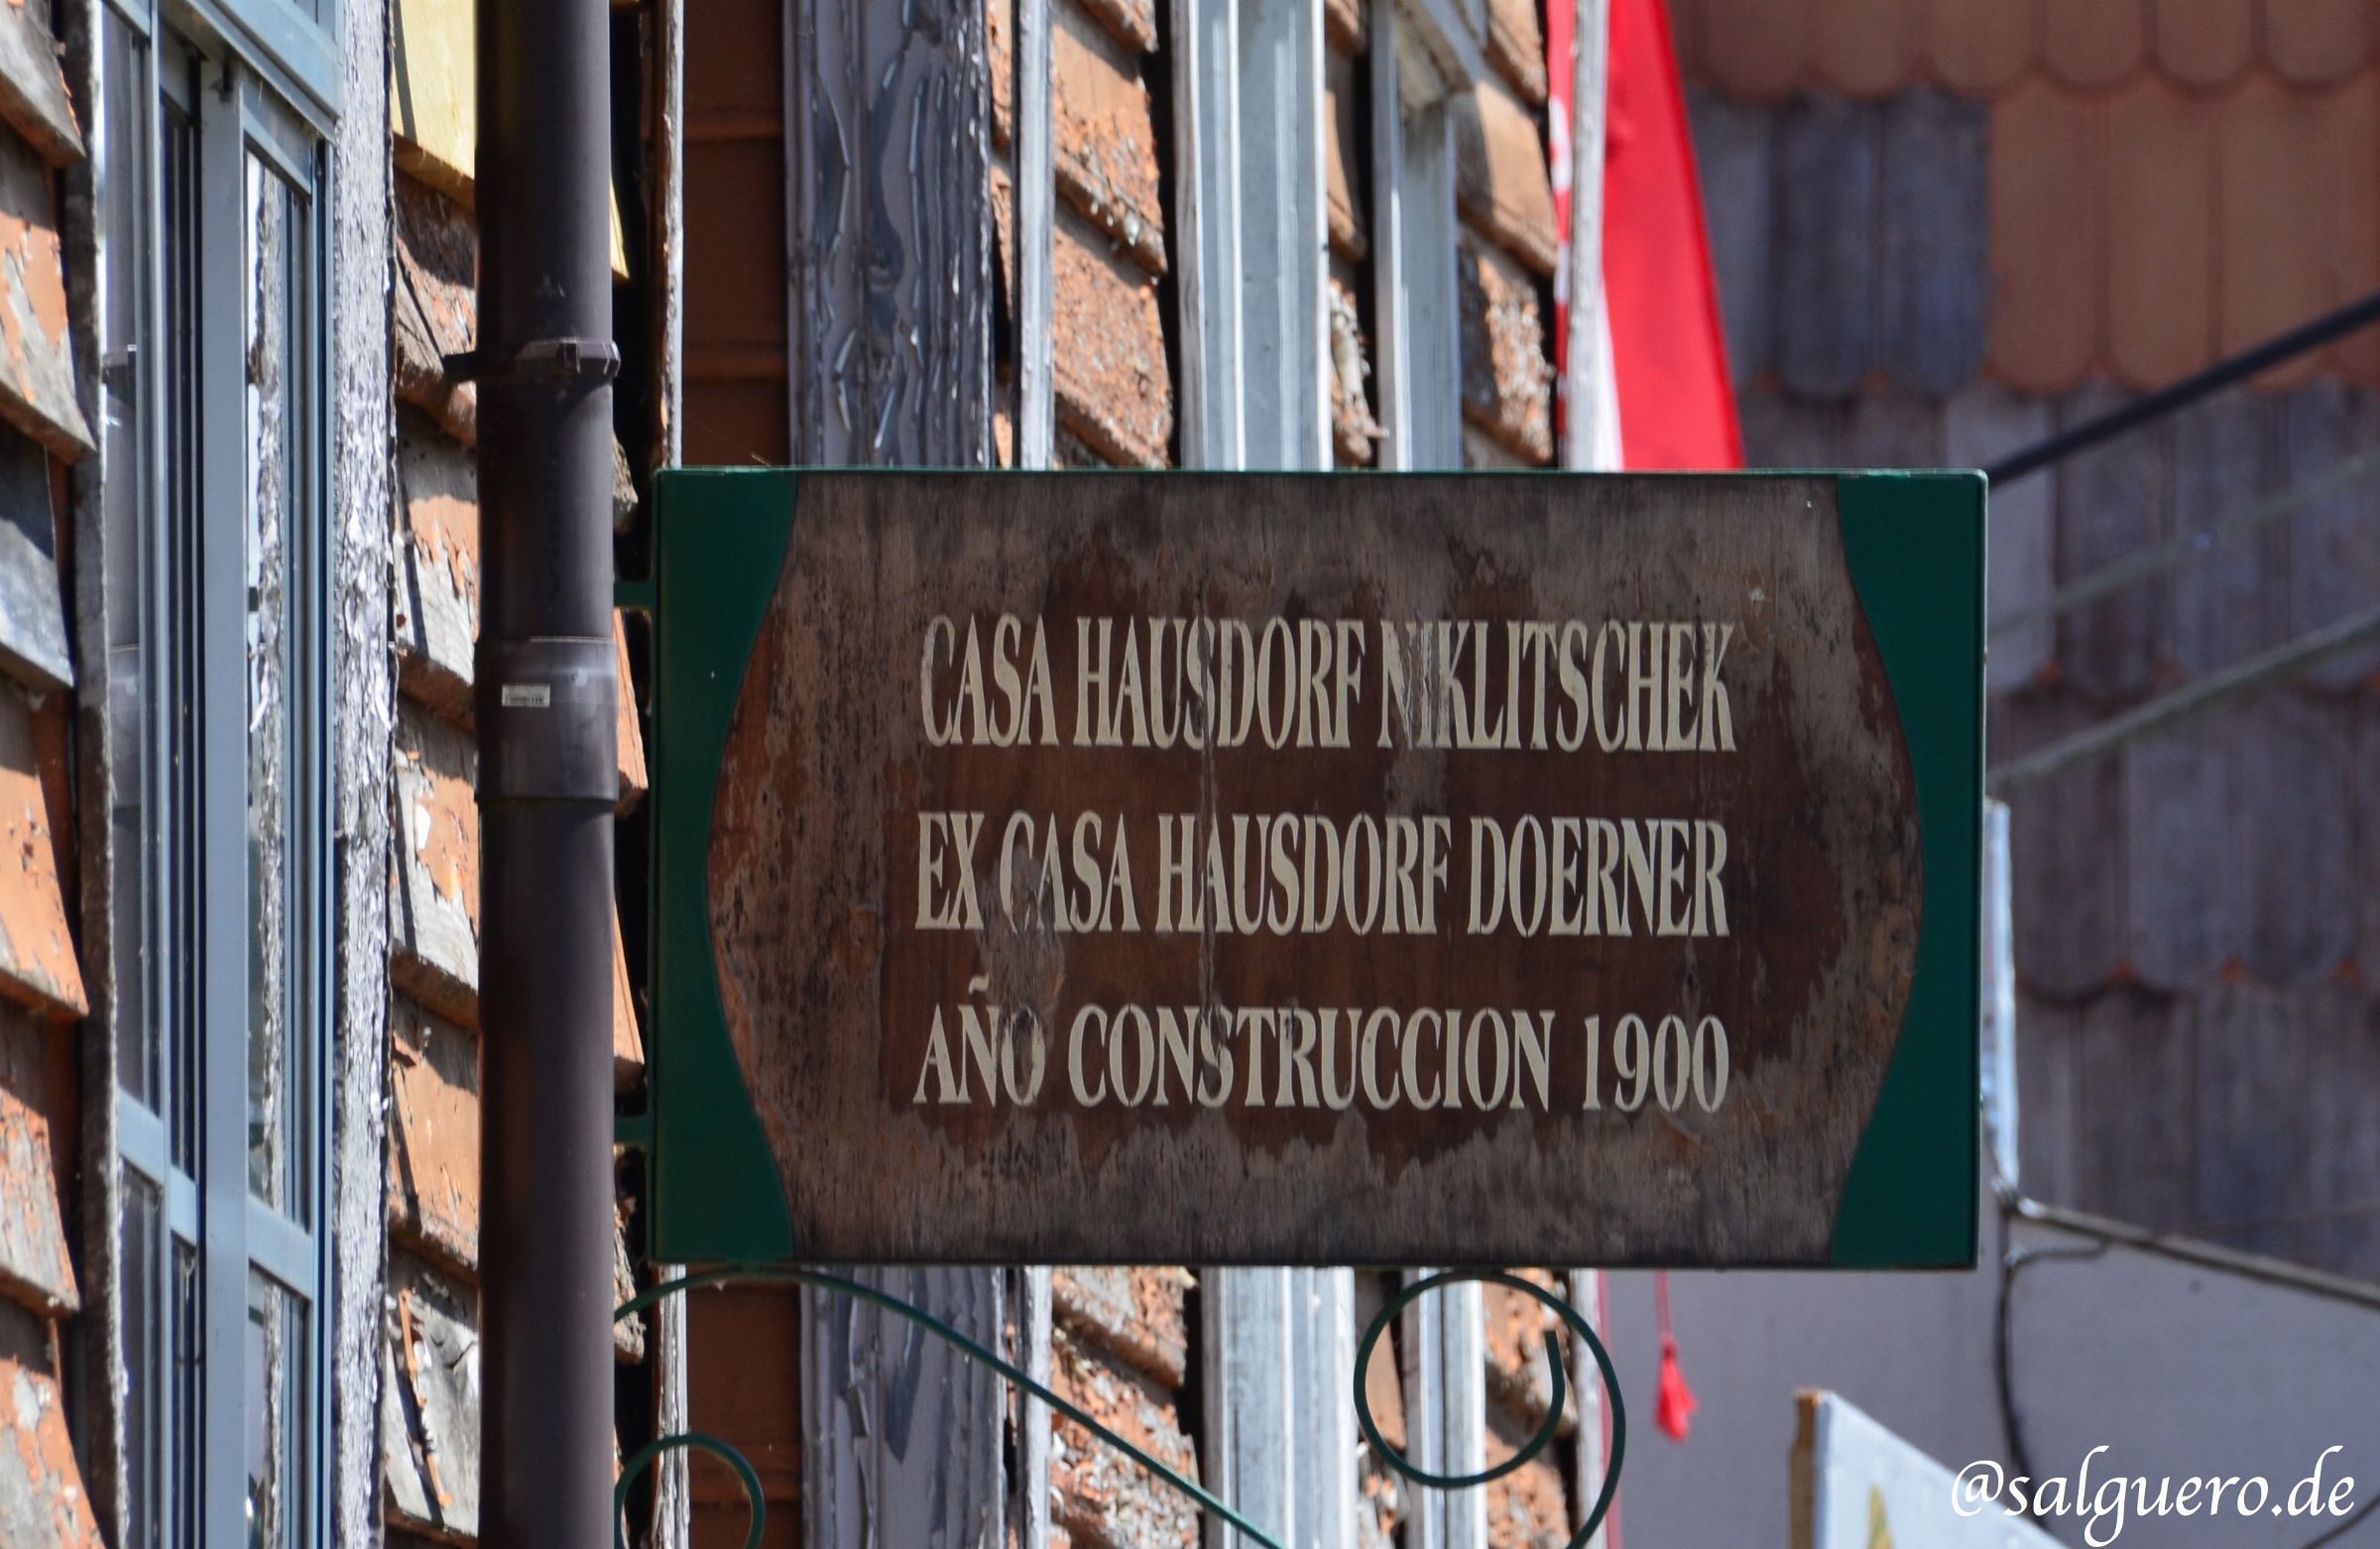 CASA HAUSDORF NIKLITSCHEK
EX CASA HAUSDORF DOERNER
AÑO CONSTRUCCION 1900
@salguero.de